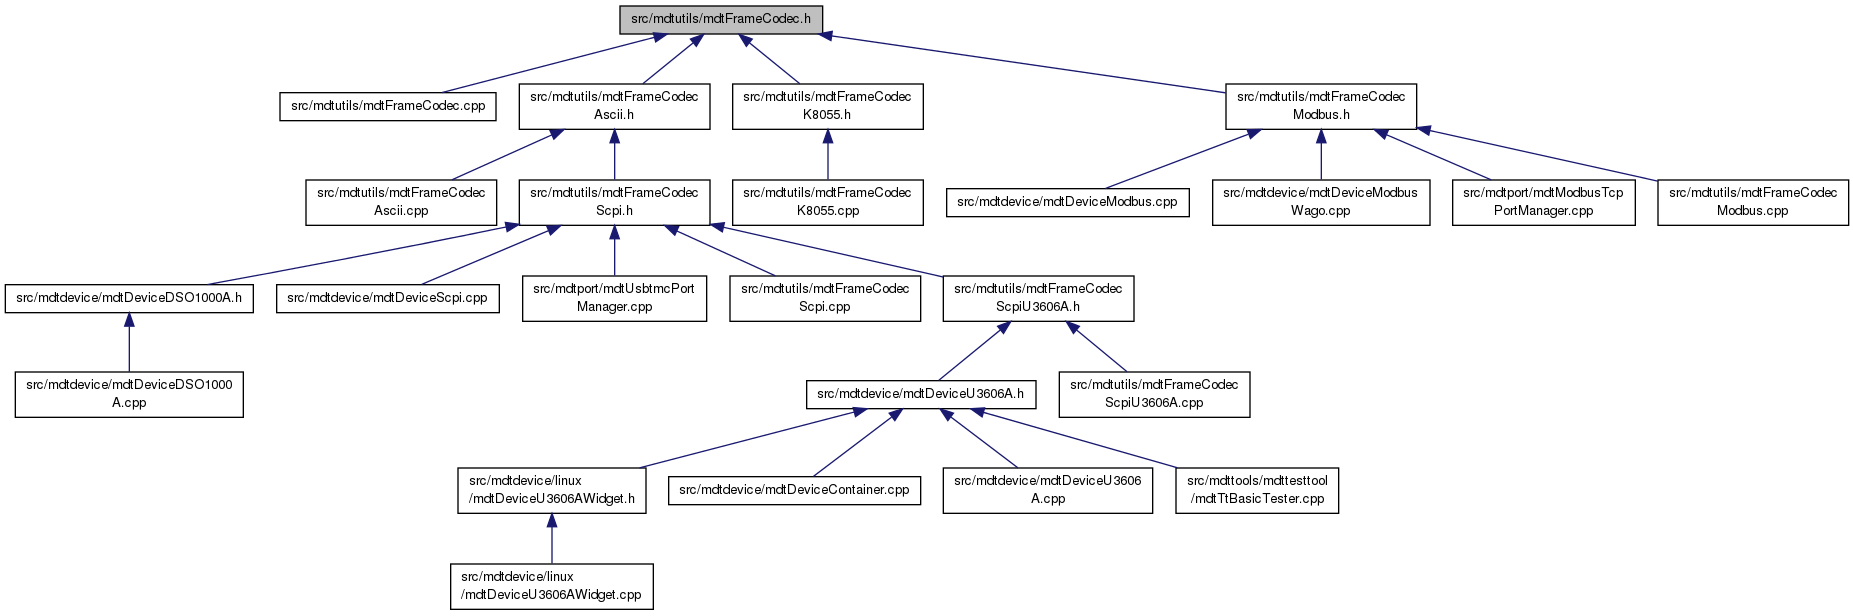 src/mdtutils/mdtFrameCodec.h
src/mdtutils/mdtFrameCodec.cpp
src/mdtutils/mdtFrameCodec
Ascii.h
src/mdtutils/mdtFrameCodec
K8055.h
src/mdtutils/mdtFrameCodec
Modbus.h
src/mdtutils/mdtFrameCodec
Ascii.cpp
src/mdtutils/mdtFrameCodec
Scpi.h
src/mdtutils/mdtFrameCodec
K8055.cpp
src/mdtdevice/mdtDeviceModbus.cpp
src/mdtdevice/mdtDeviceModbus
Wago.cpp
src/mdtport/mdtModbusTcp
PortManager.cpp
src/mdtutils/mdtFrameCodec
Modbus.cpp
src/mdtdevice/mdtDeviceDSO1000A.h
src/mdtdevice/mdtDeviceScpi.cpp
src/mdtport/mdtUsbtmcPort
Manager.cpp
src/mdtutils/mdtFrameCodec
Scpi.cpp
src/mdtutils/mdtFrameCodec
ScpiU3606A.h
src/mdtdevice/mdtDeviceDSO1000
A.cpp
src/mdtdevice/mdtDeviceU3606A.h
src/mdtutils/mdtFrameCodec
ScpiU3606A.cpp
src/mdtdevice/linux
/mdtDeviceU3606AWidget.h
src/mdtdevice/mdtDeviceContainer.cpp
src/mdtdevice/mdtDeviceU3606
A.cpp
src/mdttools/mdttesttool
/mdtTtBasicTester.cpp
src/mdtdevice/linux
/mdtDeviceU3606AWidget.cpp